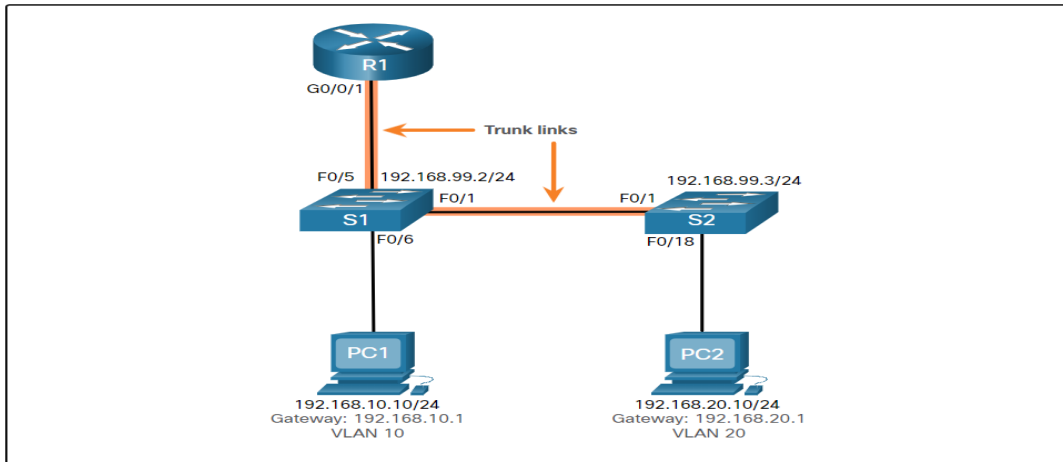 R1
G0/0/1
Trunk links
F0/5
192.168.99.2/24
F0/1
F0/1
192.168.99.3/24
S1
S2
F0/6
F0/18
PC1
PC2
192.168.10.10/24
Gateway: 192.168.10.1
VLAN 10
192.168.20.10/24
Gateway: 192.168.20.1
VLAN 20